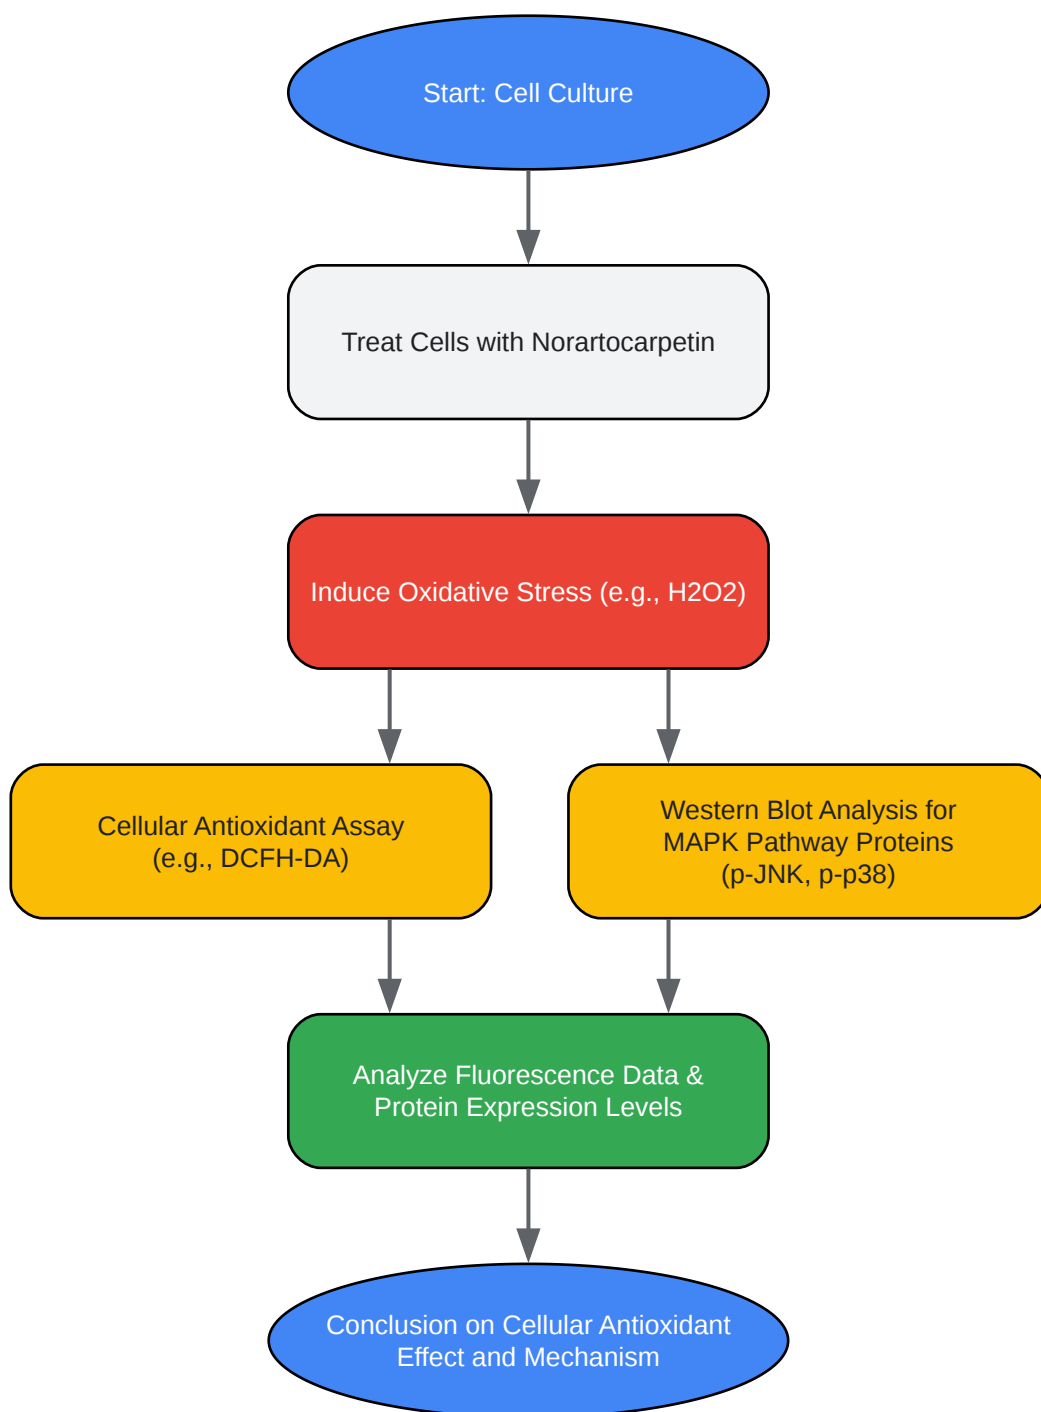 Start: Cell Culture
Treat Cells with Norartocarpetin
Induce Oxidative Stress (e.g., H2O2)
Cellular Antioxidant Assay
(e.g., DCFH-DA)
Western Blot Analysis for
MAPK Pathway Proteins
(p-JNK, p-p38)
Analyze Fluorescence Data &
Protein Expression Levels
Conclusion on Cellular Antioxidant
Effect and Mechanism